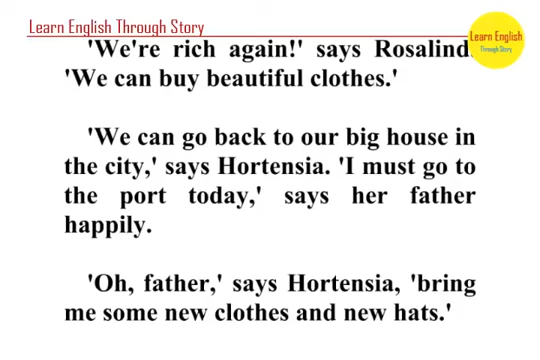 Learn English Through Story
Learn English
Through Story
'We're rich again!' says Rosalind.
'We can buy beautiful clothes.'
'We can go back to our big house in
the city,' says Hortensia. 'I must go to
the port today,' says her father
happily.
'Oh, father,' says Hortensia, 'bring
me some new clothes and new hats.'